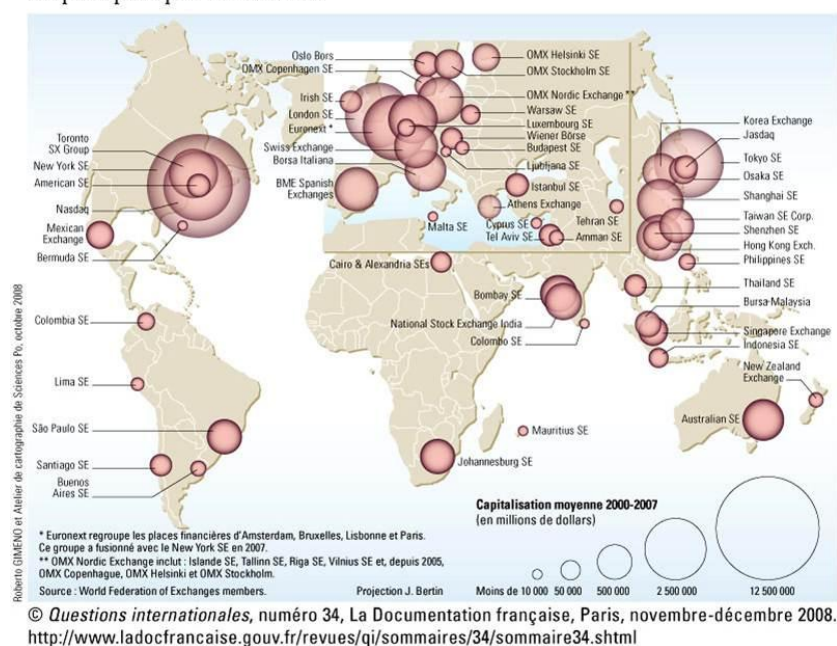 Oslo Bors
OMX Copenhagen SE
Irish SE
London SE
Euronext *
Swiss Exchange
Borsa Italiana
BME Spanish
Exchanges
OMX Helsinki SE
OMX Stockholm SE
OMX Nordic Exchange **
Warsaw SE
Luxembourg SE
Wiener Börse
Budapest SE
Ljubljana SE
Istanbul SE
Athens Exchange
Malta SE
Cyprus SE
Tel Aviv SE
Tehran SE
Amman SE
Toronto
SX Group
New York SE
American SE
Nasdaq
Mexican
Exchange
Bermuda SE
Colombia SE
Lima SE
São Paulo SE
Santiago SE
Buenos
Aires SE
Cairo & Alexandria SEs
Bombay SE
National Stock Exchange India
Colombo SE
Mauritius SE
Johannesburg SE
Korea Exchange
Jasdaq
Tokyo SE
Osaka SE
Shanghai SE
Taiwan SE Corp.
Shenzhen SE
Hong Kong Exch.
Philippines SE
Thailand SE
Bursa Malaysia
Singapore Exchange
Indonesia SE
New Zealand
Exchange
Australian SE
Capitalisation moyenne 2000-2007
(en millions de dollars)
Moins de 10 000 50 000 500 000 2 500 000 12 500 000
* Euronext regroupe les places financières d'Amsterdam, Bruxelles, Lisbonne et Paris.
Ce groupe a fusionné avec le New York SE en 2007.
** OMX Nordic Exchange inclut : Islande SE, Tallinn SE, Riga SE, Vilnius SE et, depuis 2005,
OMX Copenhague, OMX Helsinki et OMX Stockholm.
Source : World Federation of Exchanges members. Projection J. Bertin
Roberto GIMENO et Atelier de cartographie de Sciences Po, octobre 2008
© Questions internationales, numéro 34, La Documentation française, Paris, novembre-décembre 2008.
http://www.ladocfrancaise.gouv.fr/revues/qi/sommaires/34/sommaire34.shtml